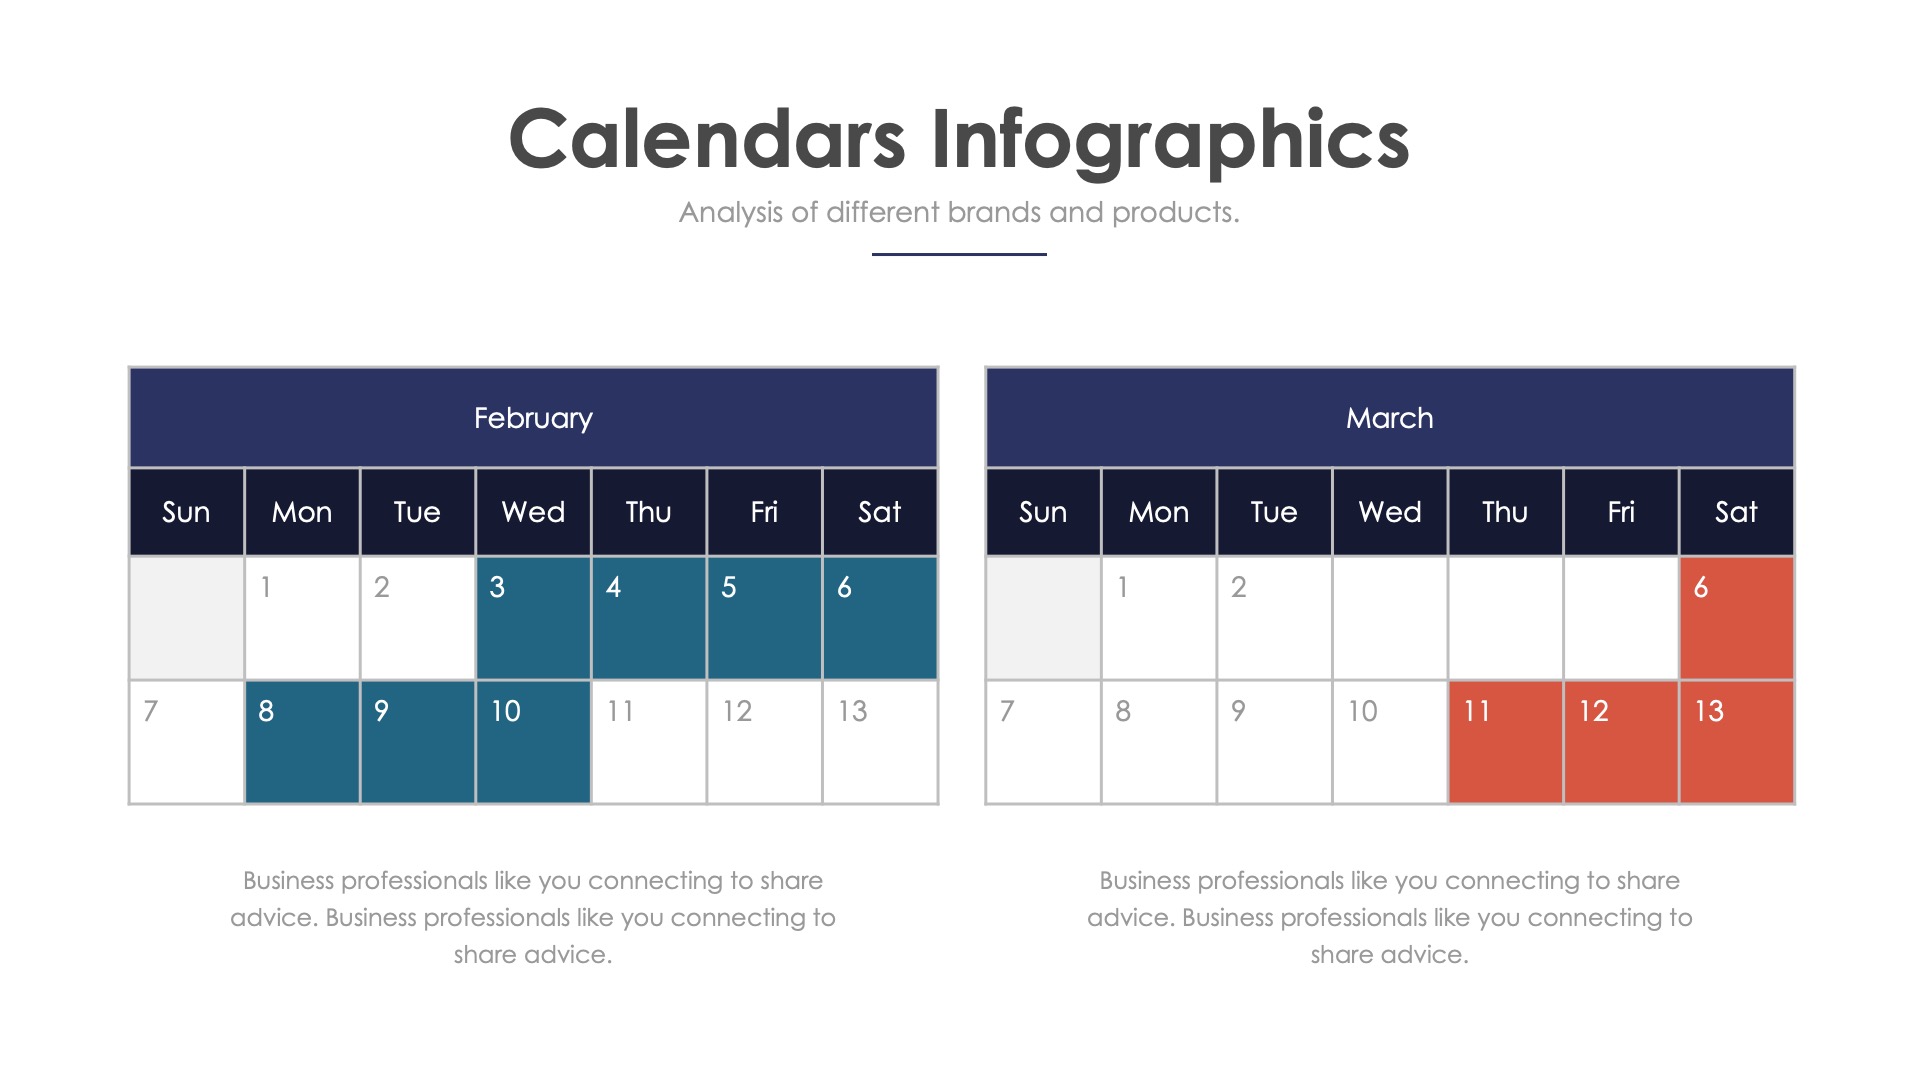 Calendars Infographics
Analysis of different brands and products.
February
Sun Mon Tue Wed Thu Fri Sat
1 2 3 4 5 6
7 8 9 10 11 12 13
Business professionals like you connecting to share
advice. Business professionals like you connecting to
share advice.
March
Sun Mon Tue Wed Thu Fri Sat
1 2 6
7 8 9 10 11 12 13
Business professionals like you connecting to share
advice. Business professionals like you connecting to
share advice.